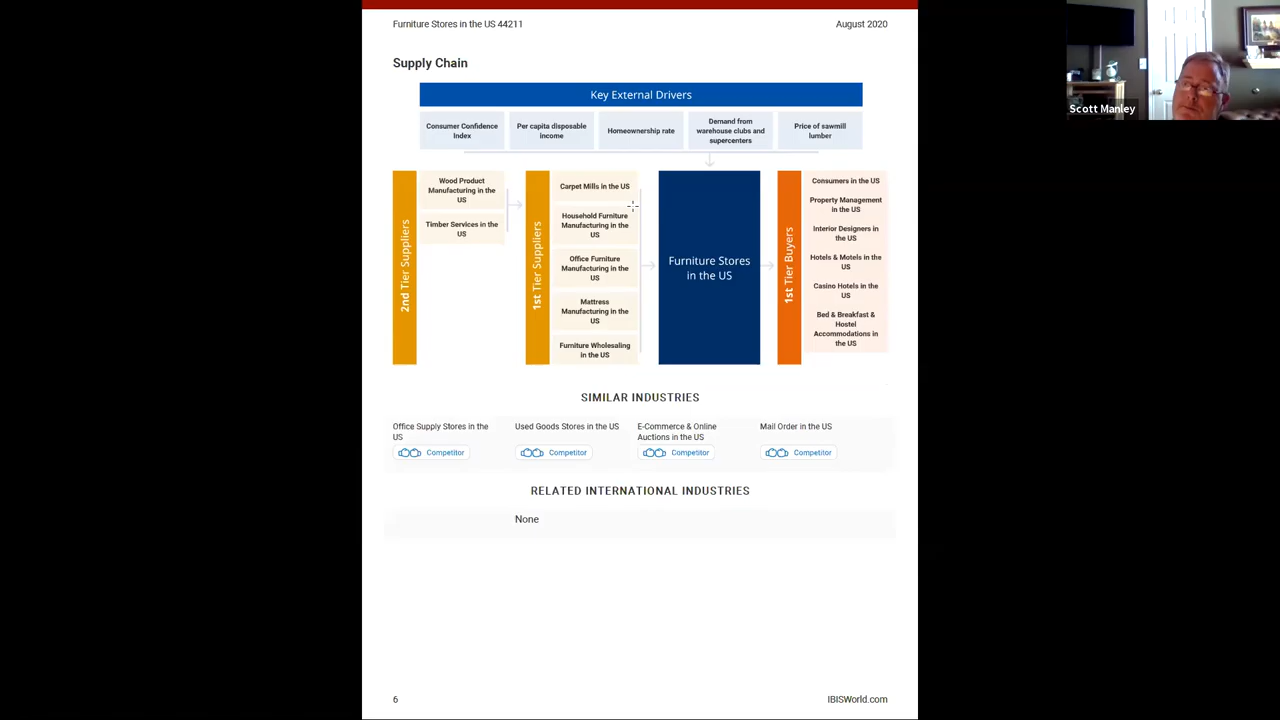 Furniture Stores in the US 44211
August 2020
Scott Manley
Supply Chain
Key External Drivers
Consumer Confidence
Index
Per capita disposable
income
Homeownership rate
Demand from
warehouse clubs and
supercenters
Price of sawmill
lumber
2nd Tier Suppliers
Wood Product
Manufacturing in the
US
Timber Services in the
US
1st Tier Suppliers
Carpet Mills in the US
Household Furniture
Manufacturing in the
US
Office Furniture
Manufacturing in the
US
Mattress
Manufacturing in the
US
Furniture Wholesaling
in the US
Furniture Stores
in the US
1st Tier Buyers
Consumers in the US
Property Management
in the US
Interior Designers in
the US
Hotels & Motels in the
US
Casino Hotels in the
US
Bed & Breakfast &
Hostel
Accommodations in
the US
SIMILAR INDUSTRIES
Office Supply Stores in the
US
Competitor
Used Goods Stores in the US
Competitor
E-Commerce & Online
Auctions in the US
Competitor
Mail Order in the US
Competitor
RELATED INTERNATIONAL INDUSTRIES
None
6
IBISWorld.com